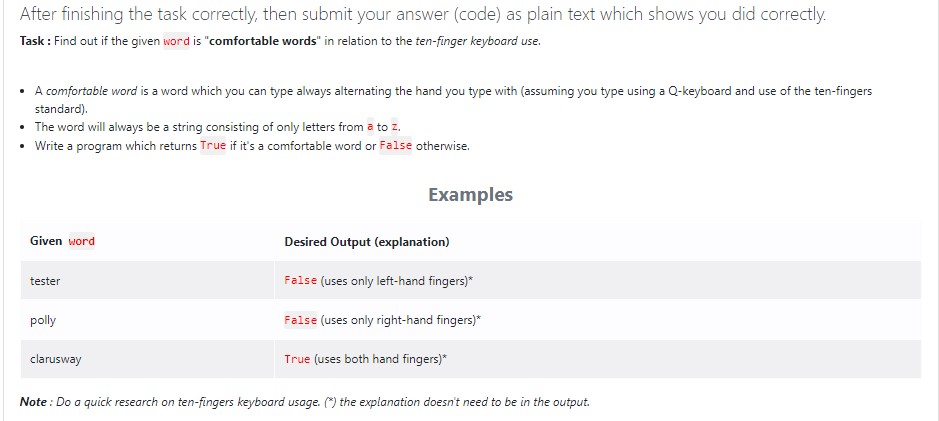 After finishing the task correctly, then submit your answer (code) as plain text which shows you did correctly.
Task : Find out if the given word is "comfortable words" in relation to the ten-finger keyboard use.
• A comfortable word is a word which you can type always alternating the hand you type with (assuming you type using a Q-keyboard and use of the ten-fingers
standard).
• The word will always be a string consisting of only letters from a to z.
• Write a program which returns True if it's a comfortable word or False otherwise.
Examples
Given word Desired Output (explanation)
tester False (uses only left-hand fingers)*
polly False (uses only right-hand fingers)*
clarusway True (uses both hand fingers)*
Note : Do a quick research on ten-fingers keyboard usage. (*) the explanation doesn't need to be in the output.